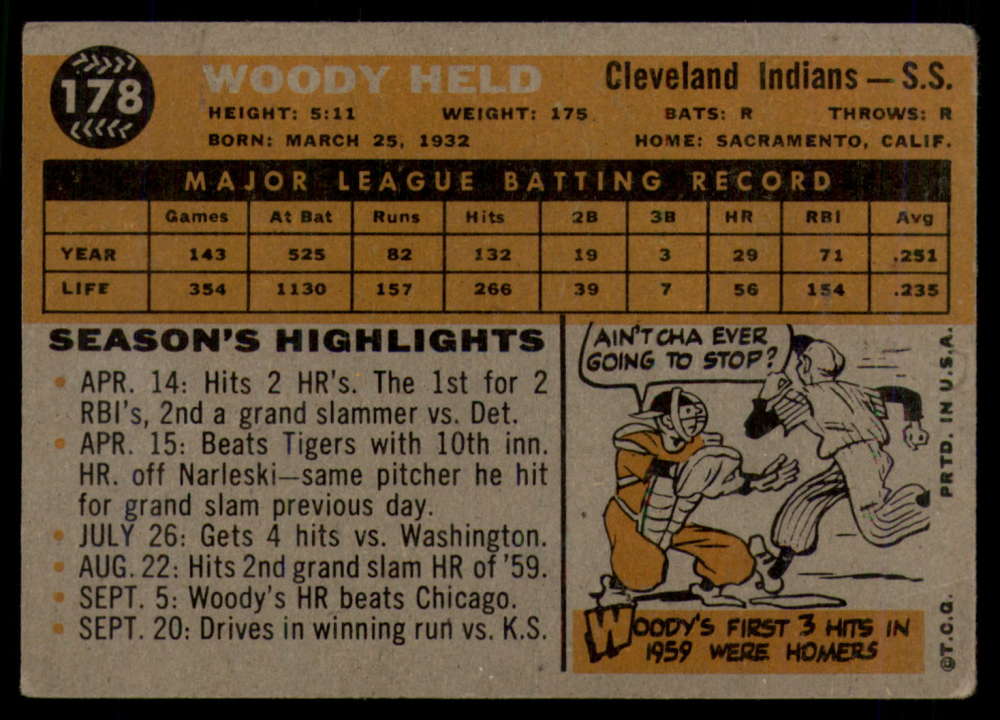 178
WOODY HELD
Cleveland Indians — S.S.
HEIGHT: 5:11 WEIGHT: 175 BATS: R THROWS: R
BORN: MARCH 25, 1932 HOME: SACRAMENTO, CALIF.
MAJOR LEAGUE BATTING RECORD
Games At Bat Runs Hits 2B 3B HR RBI Avg
YEAR 143 525 82 132 19 3 29 71 .251
LIFE 354 1130 157 266 39 7 56 154 .235
SEASON'S HIGHLIGHTS
• APR. 14: Hits 2 HR's. The 1st for 2
RBI's, 2nd a grand slammer vs. Det.
• APR. 15: Beats Tigers with 10th inn.
HR. off Narleski—same pitcher he hit
for grand slam previous day.
• JULY 26: Gets 4 hits vs. Washington.
• AUG. 22: Hits 2nd grand slam HR of '59.
• SEPT. 5: Woody's HR beats Chicago.
• SEPT. 20: Drives in winning run vs. K.S.
AIN'T CHA EVER
GOING TO STOP?
WOODY'S FIRST 3 HITS IN
1959 WERE HOMERS
©T.C.G. PRTD. IN U.S.A.